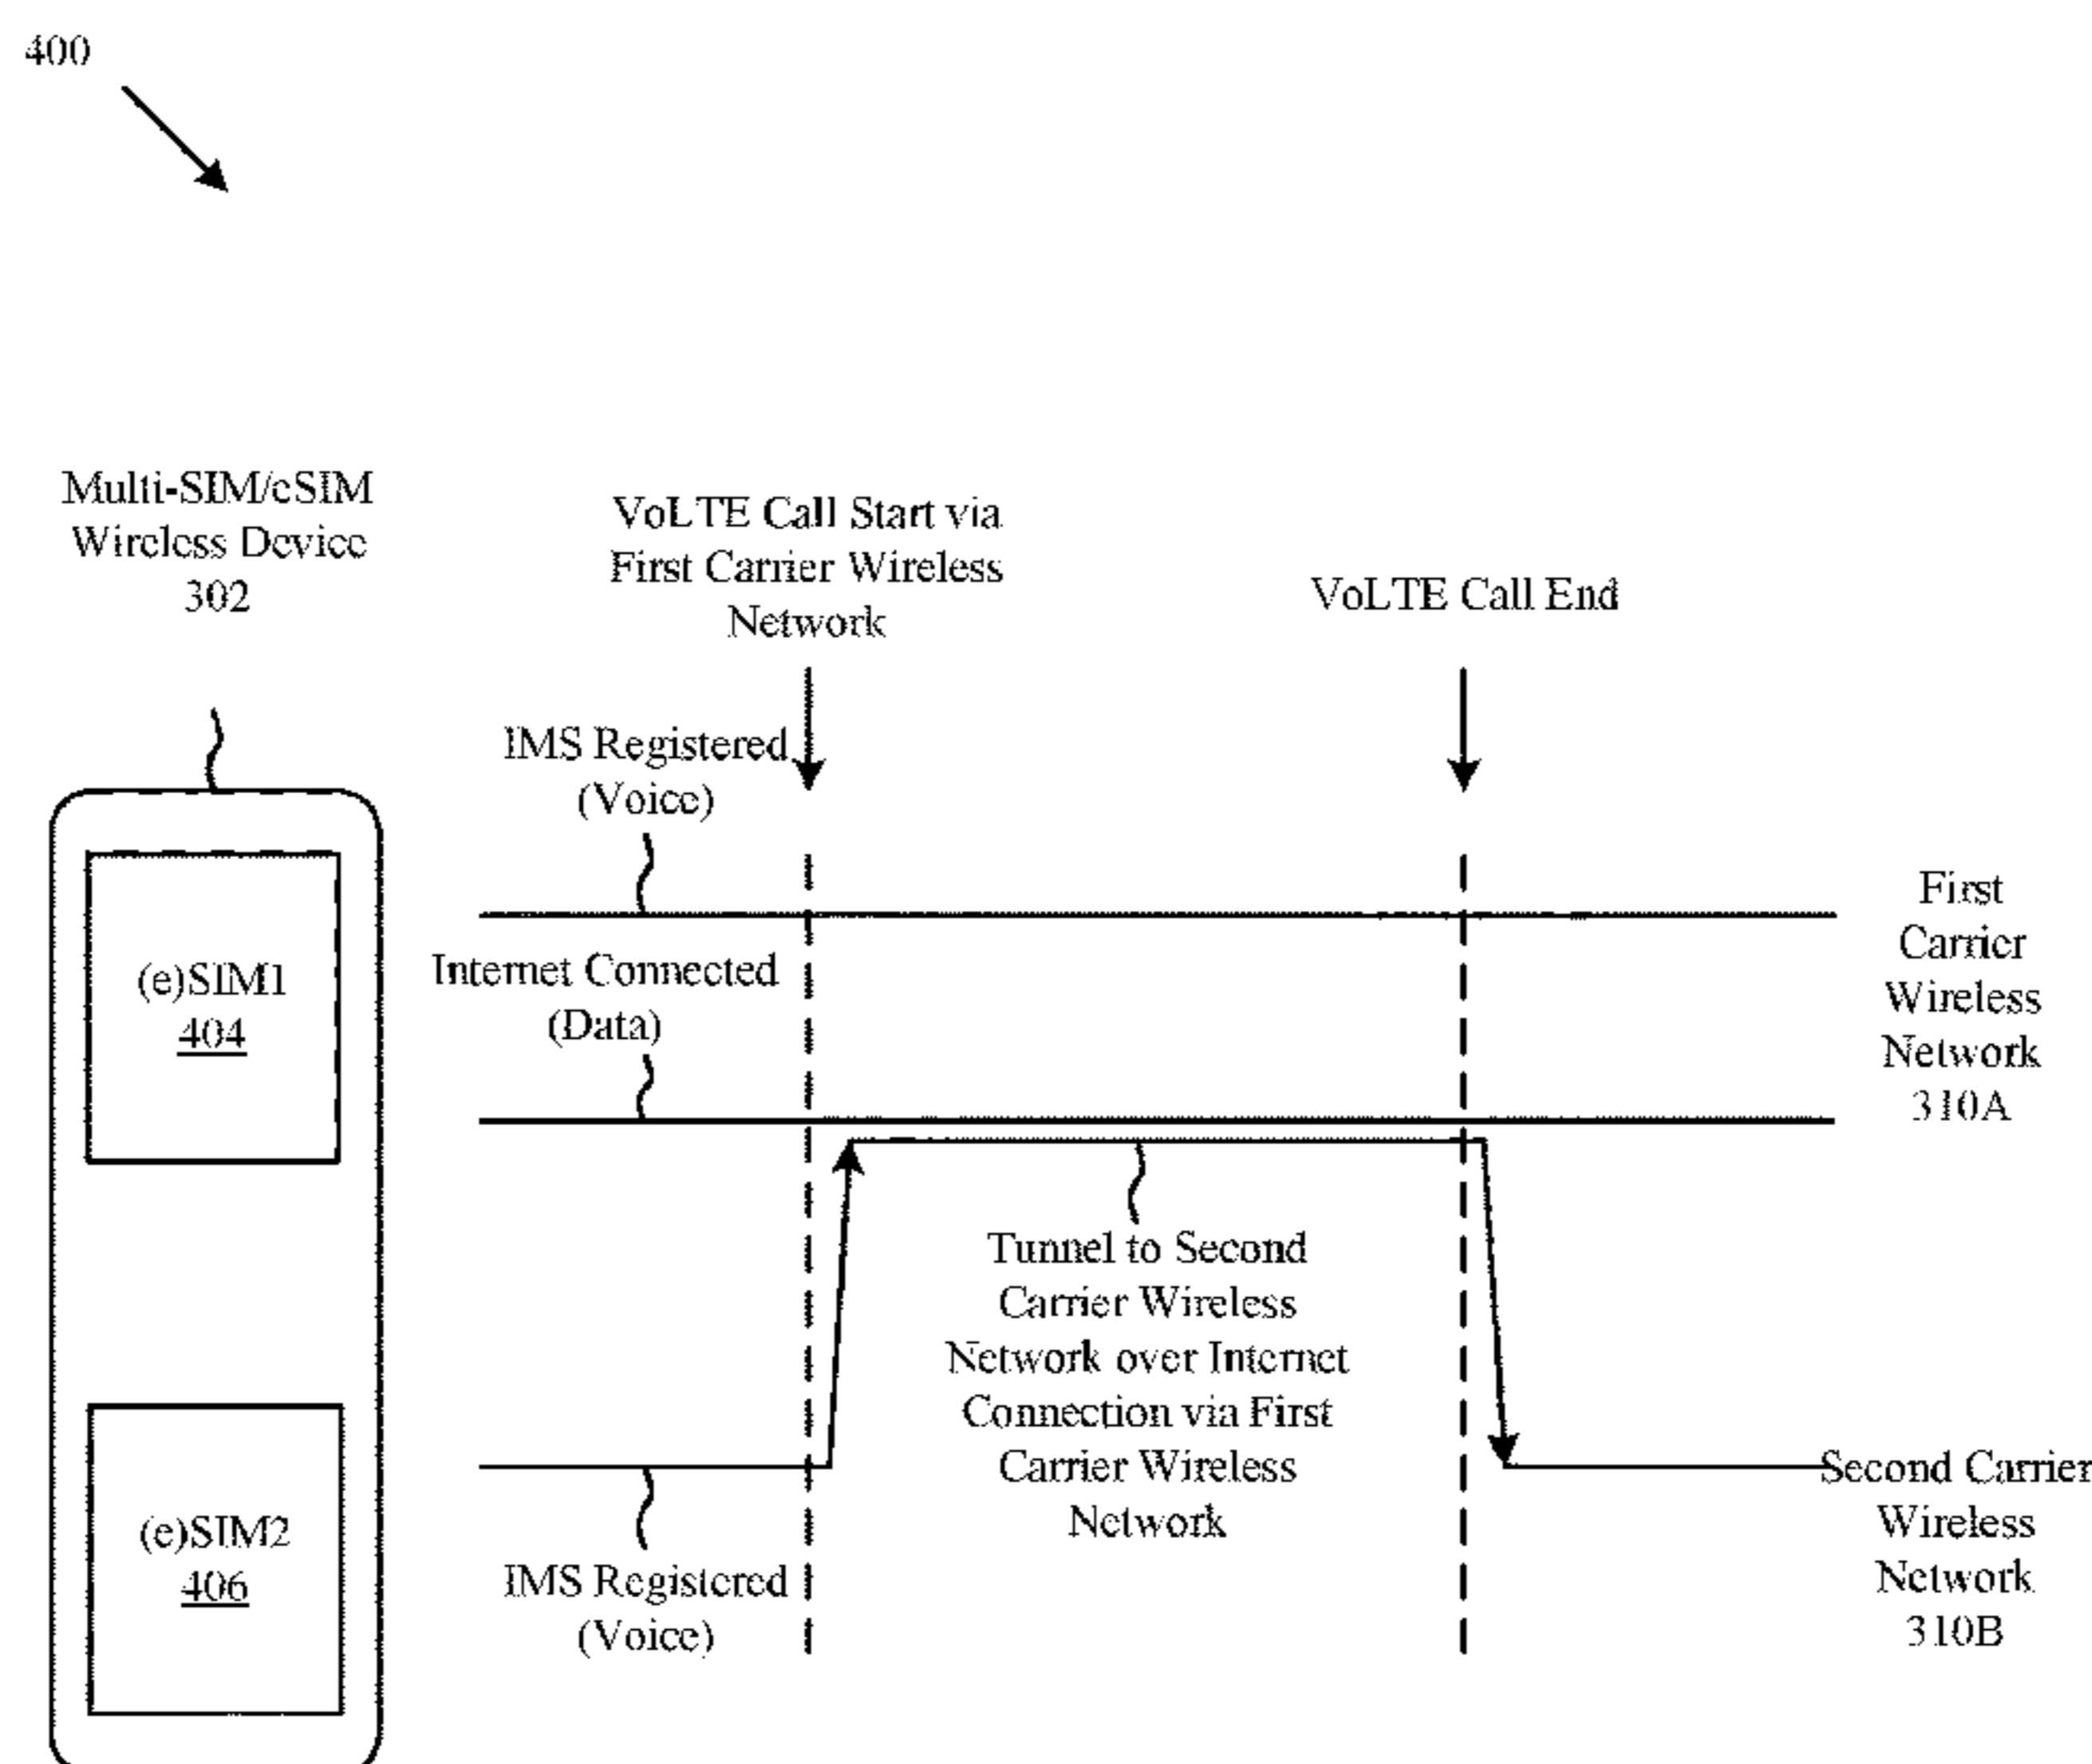 400
Multi-SIM/eSIM
Wireless Device
302
VoLTE Call Start via
First Carrier Wireless
Network
VoLTE Call End
IMS Registered
(Voice)
Internet Connected
(Data)
(e)SIM1
404
First
Carrier
Wireless
Network
310A
Tunnel to Second
Carrier Wireless
Network over Internet
Connection via First
Carrier Wireless
Network
(e)SIM2
406
IMS Registered
(Voice)
Second Carrier
Wireless
Network
310B